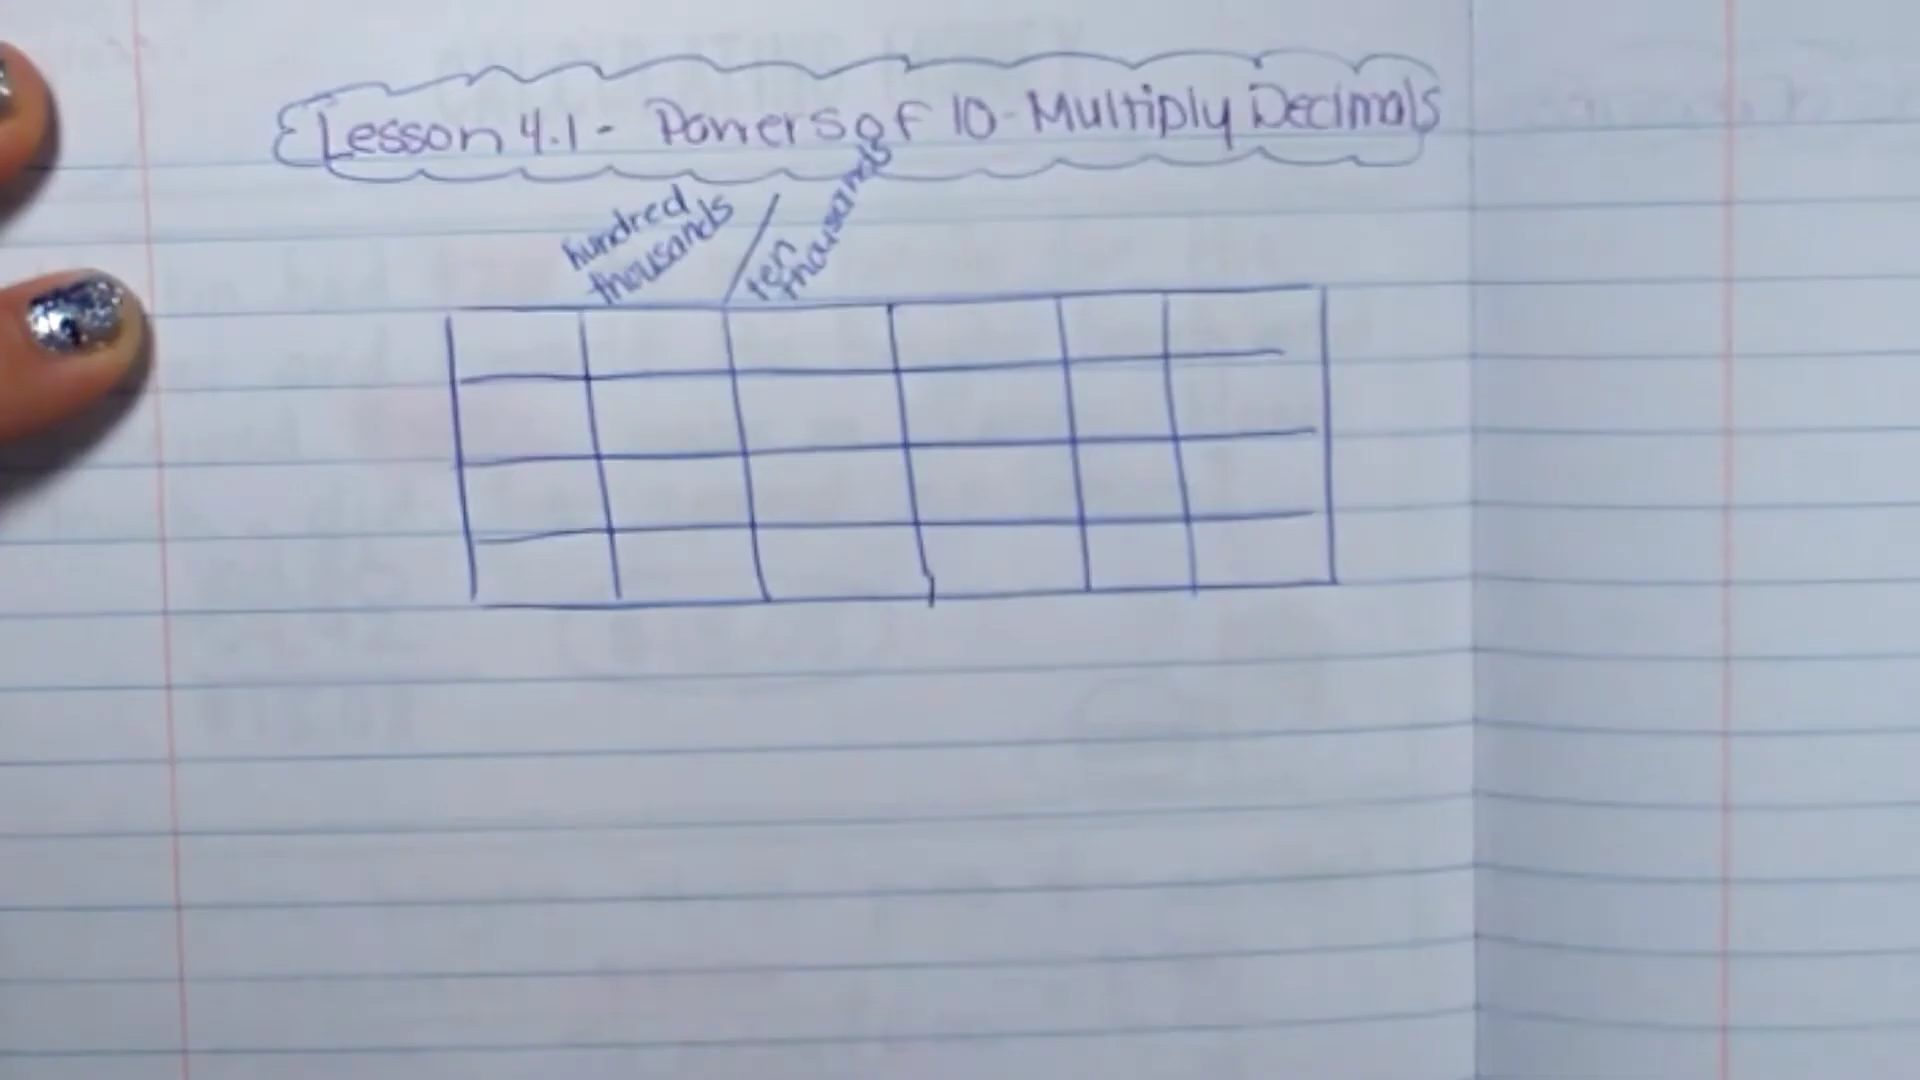 Lesson 4.1 - Powers of 10 - Multiply Decimals
hundred
thousands
ten
thousands